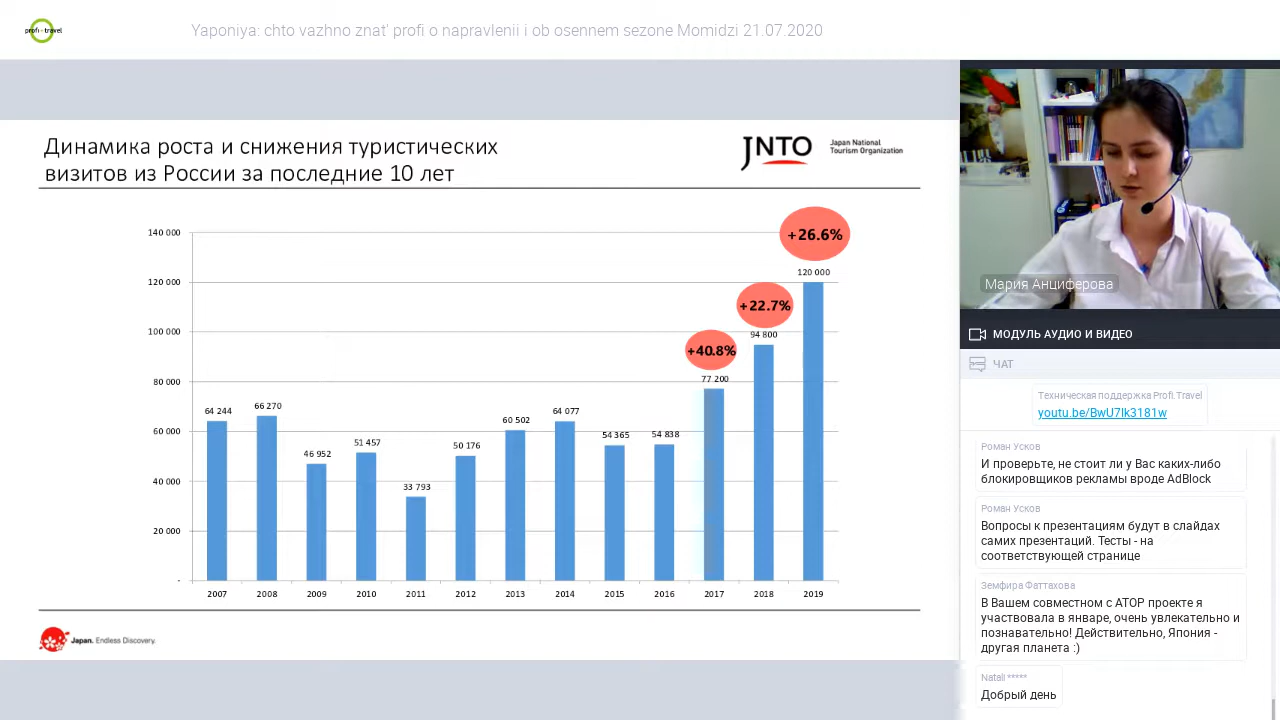 profi travel
Yaponiya: chto vazhno znat' profi o napravlenii i ob osennem sezone Momidzi 21.07.2020
Динамика роста и снижения туристических
визитов из России за последние 10 лет
JNTO
Japan National
Tourism Organization
140 000
120 000
100 000
80 000
60 000
40 000
20 000
-
64 244
66 270
46 952
51 457
33 793
50 176
60 502
64 077
54 365
54 838
77 200
94 800
120 000
+40.8%
+22.7%
+26.6%
2007 2008 2009 2010 2011 2012 2013 2014 2015 2016 2017 2018 2019
Japan. Endless Discovery.
Мария Анциферова
МОДУЛЬ АУДИО И ВИДЕО
ЧАТ
Техническая поддержка Profi.Travel
youtu.be/BwU7Ik3181w
Роман Усков
И проверьте, не стоит ли у Вас каких-либо
блокировщиков рекламы вроде AdBlock
Роман Усков
Вопросы к презентациям будут в слайдах
самих презентаций. Тесты - на
соответствующей странице
Земфира Фаттахова
В Вашем совместном с АТОР проекте я
участвовала в январе, очень увлекательно и
познавательно! Действительно, Япония -
другая планета :)
Natali *****
Добрый день